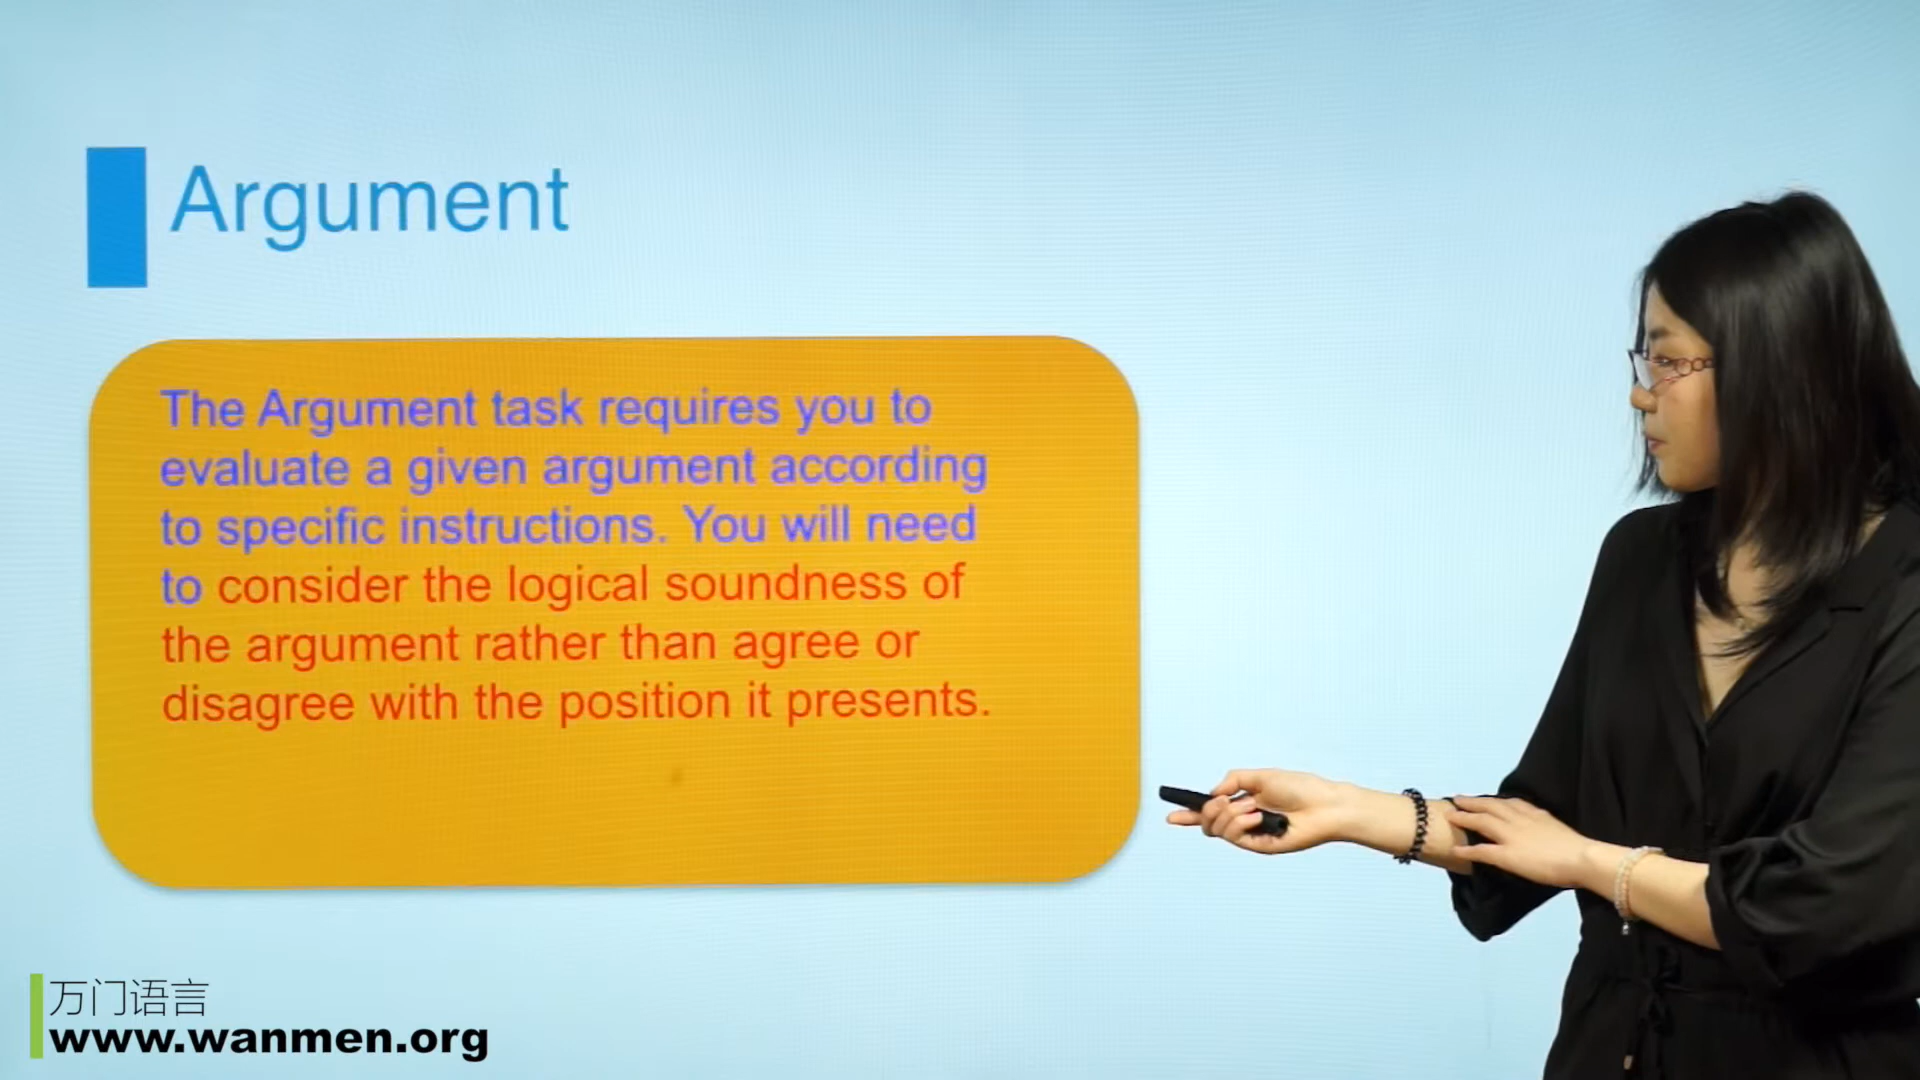 Argument
The Argument task requires you to
evaluate a given argument according
to specific instructions. You will need
to consider the logical soundness of
the argument rather than agree or
disagree with the position it presents.
万门语言
www.wanmen.org